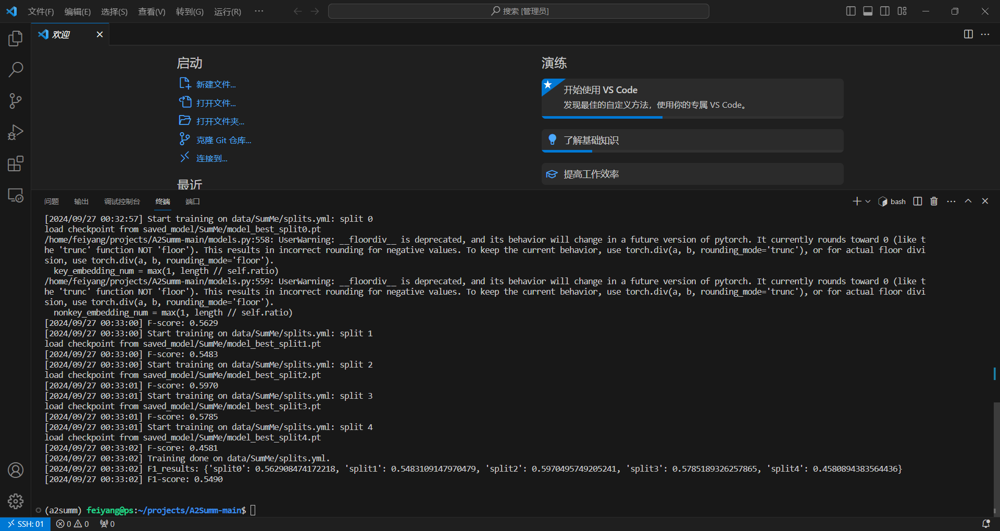 文件(F) 编辑(E) 选择(S) 查看(V) 转到(G) 运行(R) ···
搜索 [管理员]
欢迎
启动
新建文件...
打开文件...
打开文件夹...
克隆 Git 仓库...
连接到...
最近
演练
开始使用 VS Code
发现最佳的自定义方法，使用你的专属 VS Code。
了解基础知识
提高工作效率
问题 输出 调试控制台 终端 端口
bash
[2024/09/27 00:32:57] Start training on data/SumMe/splits.yml: split 0
load checkpoint from saved_model/SumMe/model_best_split0.pt
/home/feiyang/projects/A2Summ-main/models.py:558: UserWarning: __floordiv__ is deprecated, and its behavior will change in a future version of pytorch. It currently rounds toward 0 (like t
he 'trunc' function NOT 'floor'). This results in incorrect rounding for negative values. To keep the current behavior, use torch.div(a, b, rounding_mode='trunc'), or for actual floor divi
sion, use torch.div(a, b, rounding_mode='floor').
  key_embedding_num = max(1, length // self.ratio)
/home/feiyang/projects/A2Summ-main/models.py:559: UserWarning: __floordiv__ is deprecated, and its behavior will change in a future version of pytorch. It currently rounds toward 0 (like t
he 'trunc' function NOT 'floor'). This results in incorrect rounding for negative values. To keep the current behavior, use torch.div(a, b, rounding_mode='trunc'), or for actual floor divi
sion, use torch.div(a, b, rounding_mode='floor').
  nonkey_embedding_num = max(1, length // self.ratio)
[2024/09/27 00:33:00] F-score: 0.5629
[2024/09/27 00:33:00] Start training on data/SumMe/splits.yml: split 1
load checkpoint from saved_model/SumMe/model_best_split1.pt
[2024/09/27 00:33:00] F-score: 0.5483
[2024/09/27 00:33:00] Start training on data/SumMe/splits.yml: split 2
load checkpoint from saved_model/SumMe/model_best_split2.pt
[2024/09/27 00:33:01] F-score: 0.5970
[2024/09/27 00:33:01] Start training on data/SumMe/splits.yml: split 3
load checkpoint from saved_model/SumMe/model_best_split3.pt
[2024/09/27 00:33:01] F-score: 0.5785
[2024/09/27 00:33:01] Start training on data/SumMe/splits.yml: split 4
load checkpoint from saved_model/SumMe/model_best_split4.pt
[2024/09/27 00:33:02] F-score: 0.4581
[2024/09/27 00:33:02] Training done on data/SumMe/splits.yml.
[2024/09/27 00:33:02] F1_results: {'split0': 0.562908474172218, 'split1': 0.5483109147970479, 'split2': 0.5970495749205241, 'split3': 0.5785189326257865, 'split4': 0.4580894383564436}
[2024/09/27 00:33:02] F1-score: 0.5490
(a2summ) feiyang@ps:~/projects/A2Summ-main$
SSH: 01 0 0 0